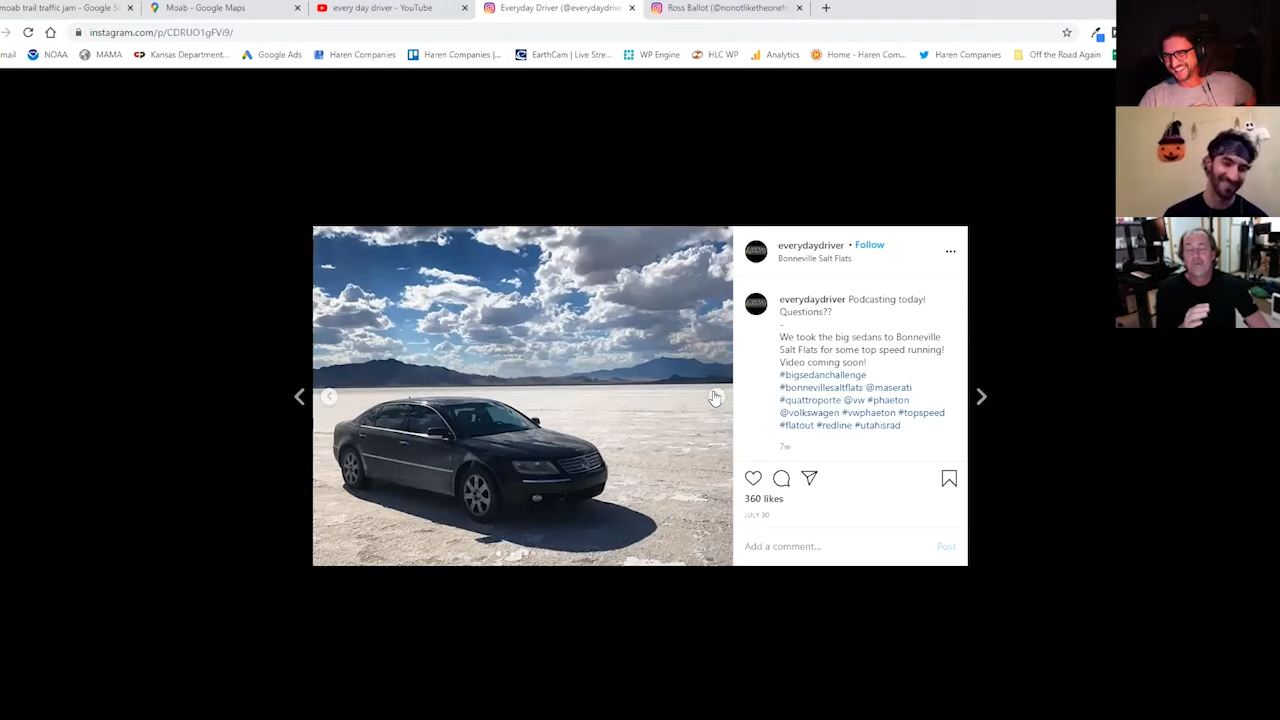 moab trail traffic jam - Google S
Moab - Google Maps
every day driver - YouTube
Everyday Driver (@everydaydriv
Ross Ballot (@nonotliketheonef
instagram.com/p/CDRUO1gFVi9/
mail
NOAA
MAMA
Kansas Department...
Google Ads
Haren Companies
Haren Companies |...
EarthCam (Live Stre...
WP Engine
HLC WP
Analytics
Home - Haren Com...
Haren Companies
Off the Road Again
everydaydriver • Follow
Bonneville Salt Flats
everydaydriver Podcasting today!
Questions??
-
We took the big sedans to Bonneville
Salt Flats for some top speed running!
Video coming soon!
#bigsedanchallenge
#bonnevillesaltflats @maserati
#quattroporte @vw #phaeton
@volkswagen #vwphaeton #topspeed
#flatout #redline #utahisrad
7w
360 likes
JULY 30
Add a comment...
Post